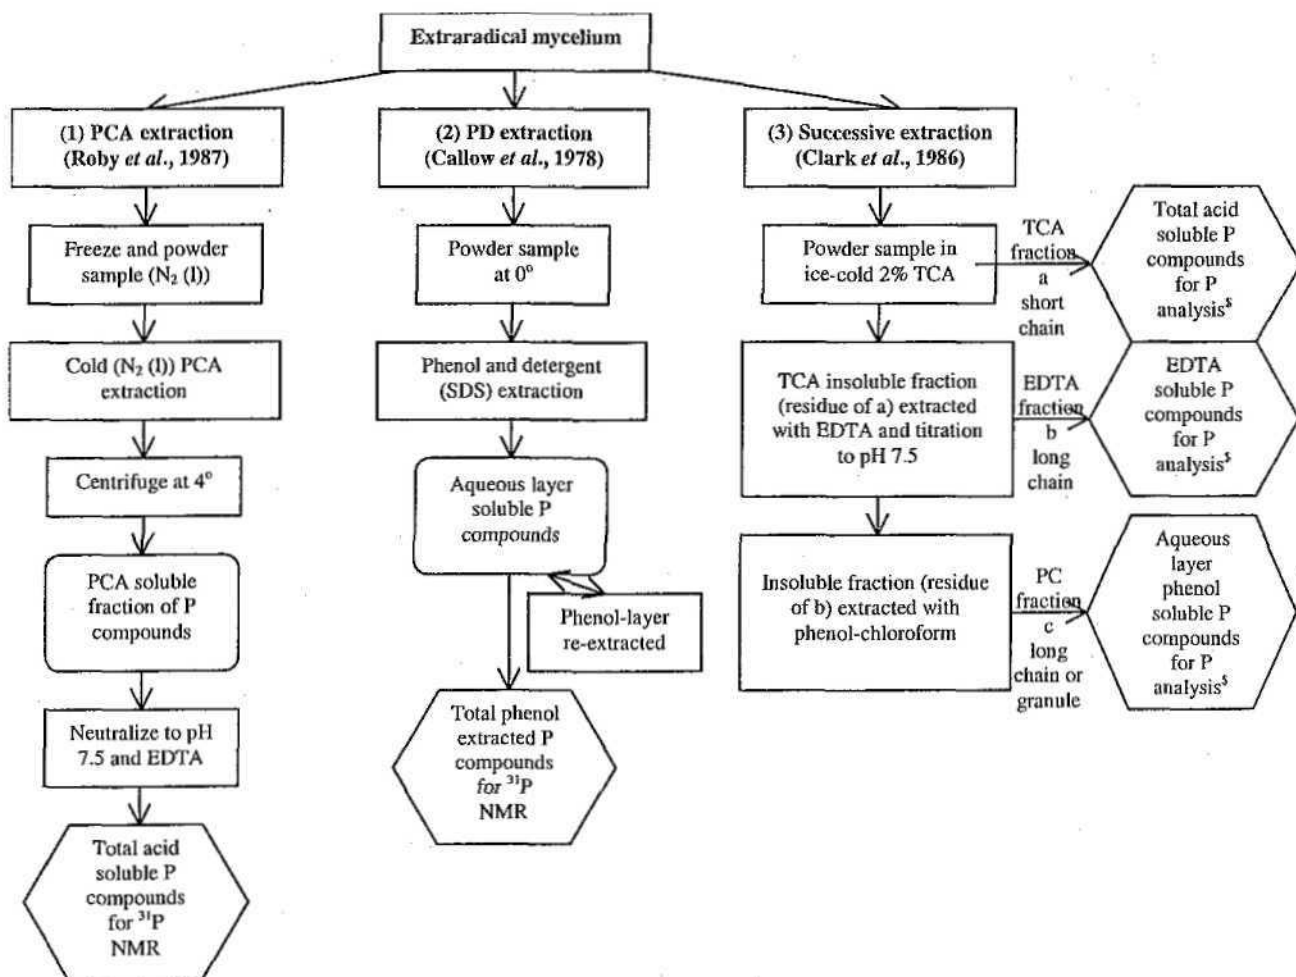 Extraradical mycelium
(1) PCA extraction
(Roby et al., 1987)
Freeze and powder
sample (N₂ (l))
Cold (N₂ (l)) PCA
extraction
Centrifuge at 4°
PCA soluble
fraction of P
compounds
Neutralize to pH
7.5 and EDTA
Total acid
soluble P
compounds
for ³¹P
NMR
(2) PD extraction
(Callow et al., 1978)
Powder sample
at 0°
Phenol and detergent
(SDS) extraction
Aqueous layer
soluble P
compounds
Phenol-layer
re-extracted
Total phenol
extracted P
compounds
for ³¹P
NMR
(3) Successive extraction
(Clark et al., 1986)
Powder sample in
ice-cold 2% TCA
TCA
fraction
a
short
chain
Total acid
soluble P
compounds
for P
analysis$
TCA insoluble fraction
(residue of a) extracted
with EDTA and titration
to pH 7.5
EDTA
fraction
b
long
chain
EDTA
soluble P
compounds
for P
analysis$
Insoluble fraction (residue
of b) extracted with
phenol-chloroform
PC
fraction
c
long
chain or
granule
Aqueous
layer
phenol
soluble P
compounds
for P
analysis$